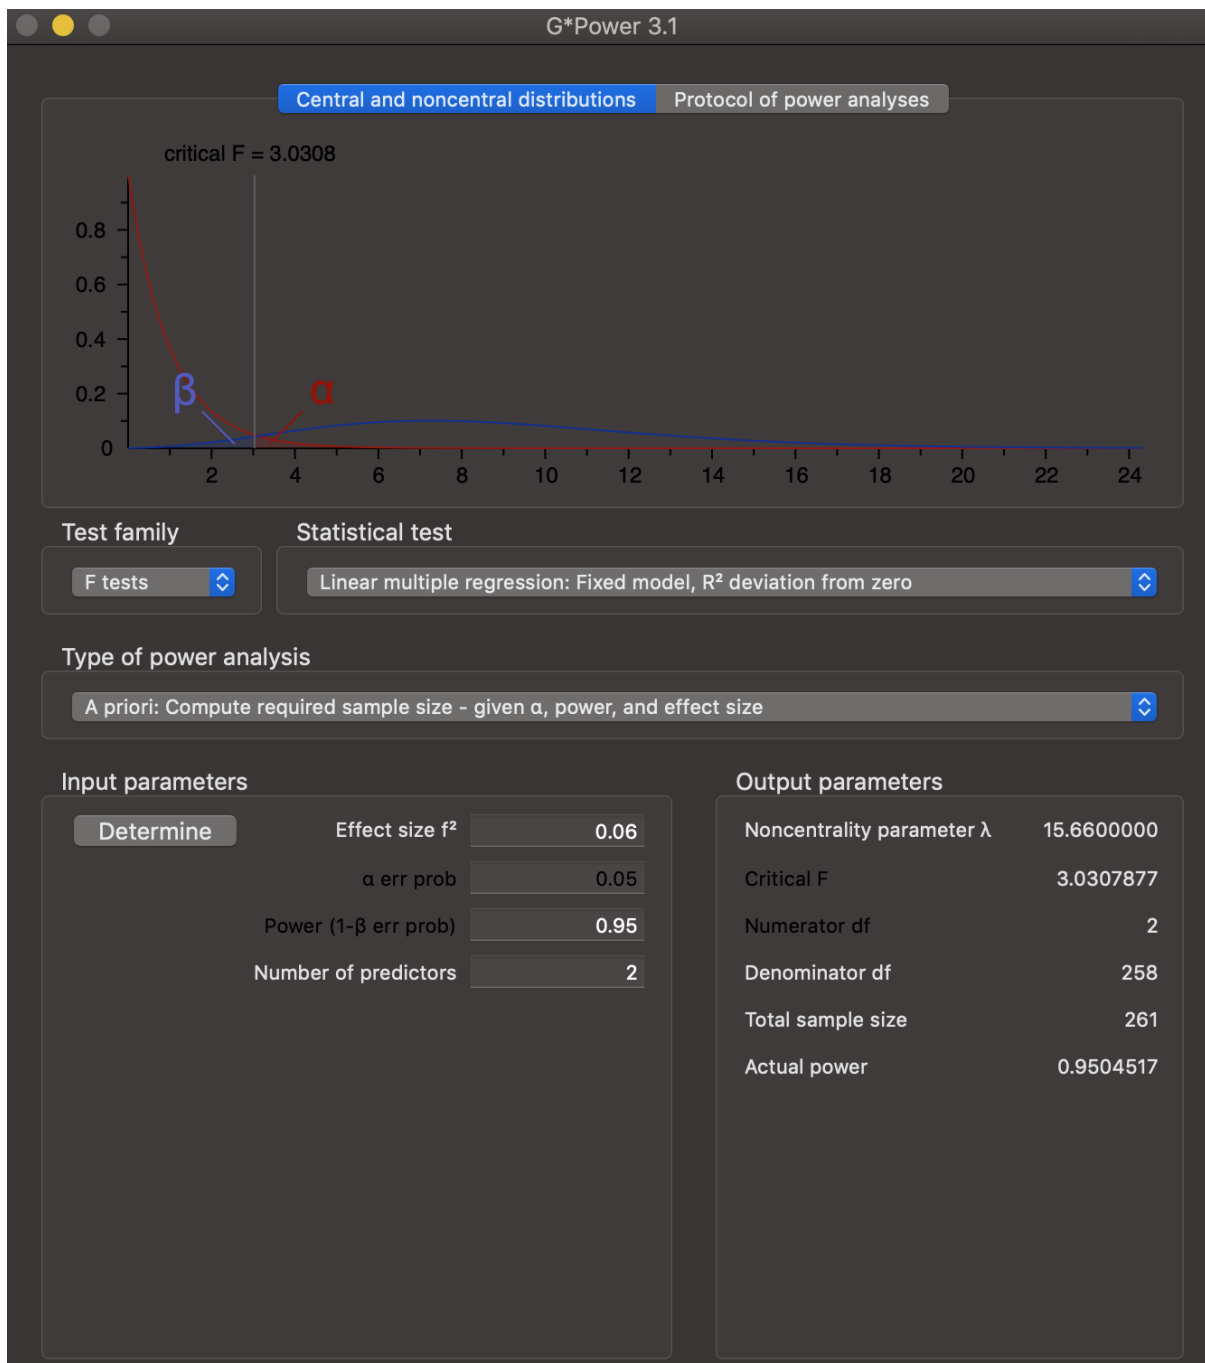 G*Power 3.1
Central and noncentral distributions Protocol of power analyses
critical F = 3.0308
0.8
0.6
0.4
0.2
0
β α
2 4 6 8 10 12 14 16 18 20 22 24
Test family Statistical test
F tests Linear multiple regression: Fixed model, R² deviation from zero
Type of power analysis
A priori: Compute required sample size - given α, power, and effect size
Input parameters Output parameters
Determine Effect size f² 0.06 Noncentrality parameter λ 15.6600000
α err prob 0.05 Critical F 3.0307877
Power (1-β err prob) 0.95 Numerator df 2
Number of predictors 2 Denominator df 258
Total sample size 261
Actual power 0.9504517